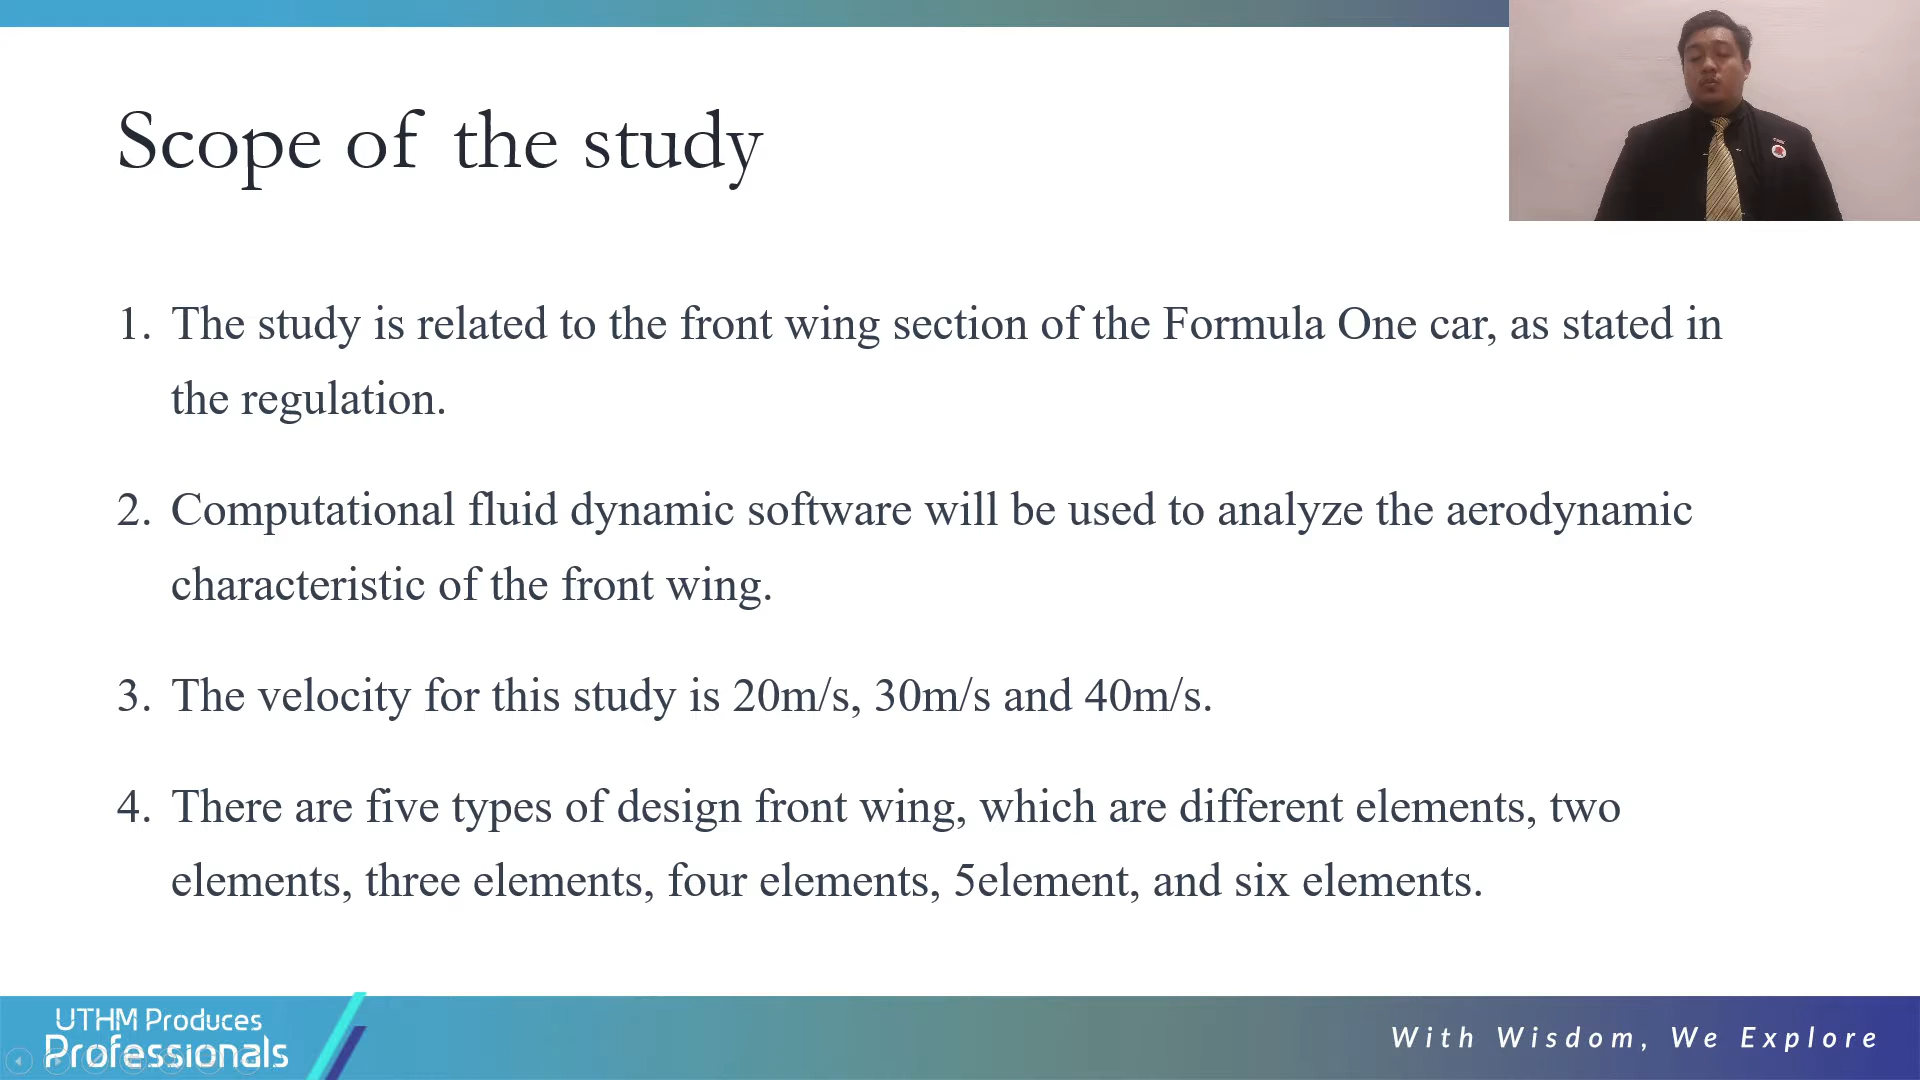 Scope of the study
1. The study is related to the front wing section of the Formula One car, as stated in
the regulation.
2. Computational fluid dynamic software will be used to analyze the aerodynamic
characteristic of the front wing.
3. The velocity for this study is 20m/s, 30m/s and 40m/s.
4. There are five types of design front wing, which are different elements, two
elements, three elements, four elements, 5element, and six elements.
UTHM Produces
Professionals
With Wisdom, We Explore